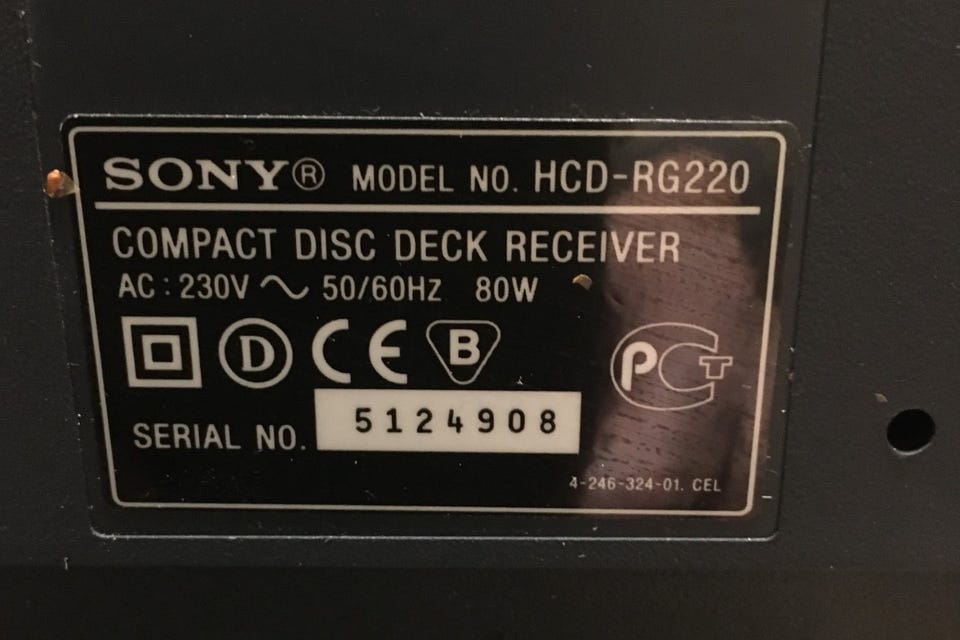 SONY® MODEL NO. HCD-RG220
COMPACT DISC DECK RECEIVER
AC : 230V ~ 50/60Hz 80W
D CE B PCT
SERIAL NO. 5124908
4-246-324-01. CEL